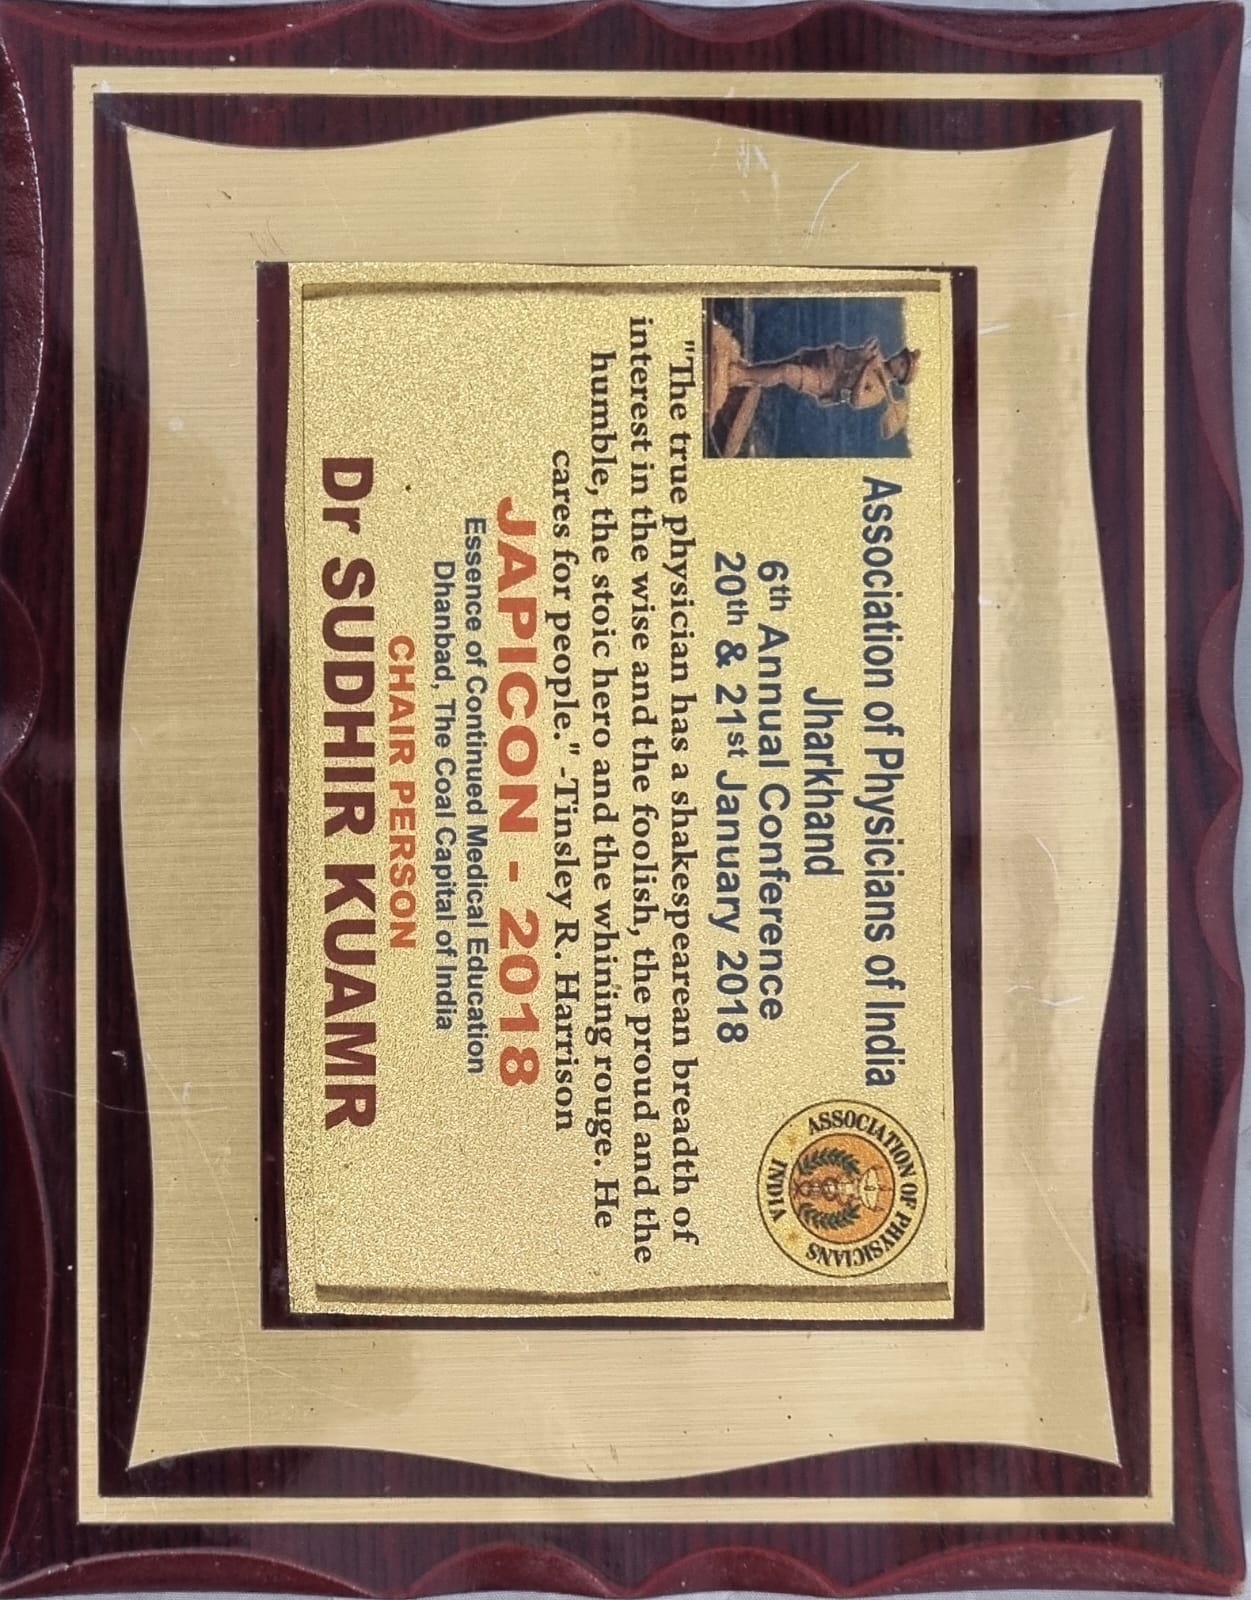 Association of Physicians of India
Jharkhand
6th Annual Conference
20th & 21st January 2018
ASSOCIATION OF PHYSICIANS
INDIA
"The true physician has a shakespearean breadth of
interest in the wise and the foolish, the proud and the
humble, the stoic hero and the whining rouge. He
cares for people." -Tinsley R. Harrison
JAPICON - 2018
Essence of Continued Medical Education
Dhanbad, The Coal Capital of India
CHAIR PERSON
Dr SUDHIR KUAMR